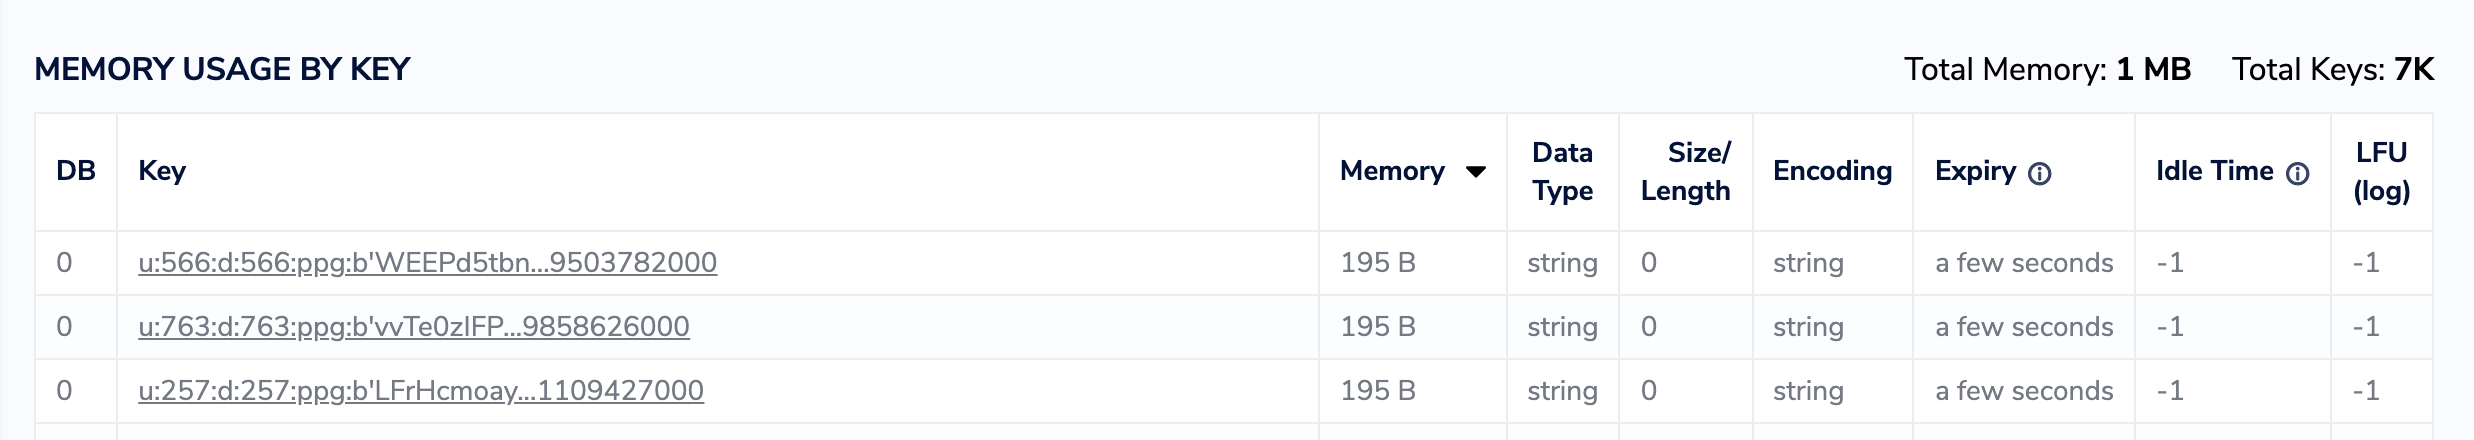 MEMORY USAGE BY KEY Total Memory: 1 MB Total Keys: 7K
DB Key Memory Data Type Size/ Length Encoding Expiry Idle Time LFU (log)
0 u:566:d:566:ppg:b'WEEPd5tbn...9503782000 195 B string 0 string a few seconds -1 -1
0 u:763:d:763:ppg:b'vvTe0zIFP...9858626000 195 B string 0 string a few seconds -1 -1
0 u:257:d:257:ppg:b'LFrHcmoay...1109427000 195 B string 0 string a few seconds -1 -1